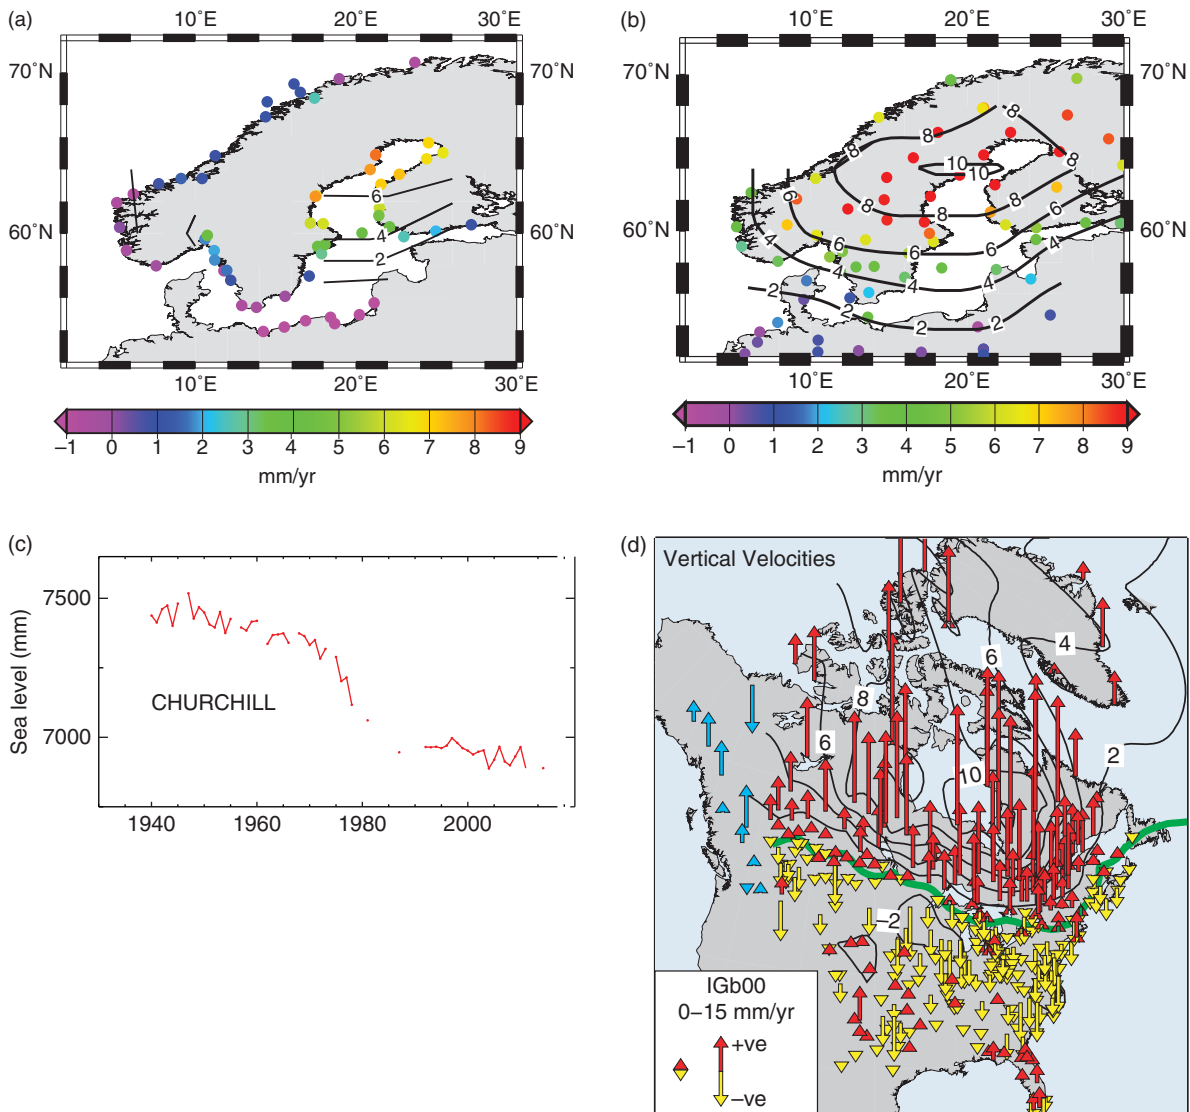 (a)
10˚E
20˚E
30˚E
70˚N
70˚N
60˚N
60˚N
6
4
2
10˚E
20˚E
30˚E
−1 0 1 2 3 4 5 6 7 8 9
mm/yr
(b)
10˚E
20˚E
30˚E
70˚N
70˚N
60˚N
60˚N
8
8
8
8
10
10
8
8
6
6
6
6
4
4
4
4
4
2
2
2
2
10˚E
20˚E
30˚E
−1 0 1 2 3 4 5 6 7 8 9
mm/yr
(c)
Sea level (mm)
7500
7000
CHURCHILL
1940 1960 1980 2000
(d)
Vertical Velocities
4
6
8
6
2
10
−2
IGb00
0−15 mm/yr
+ve
−ve